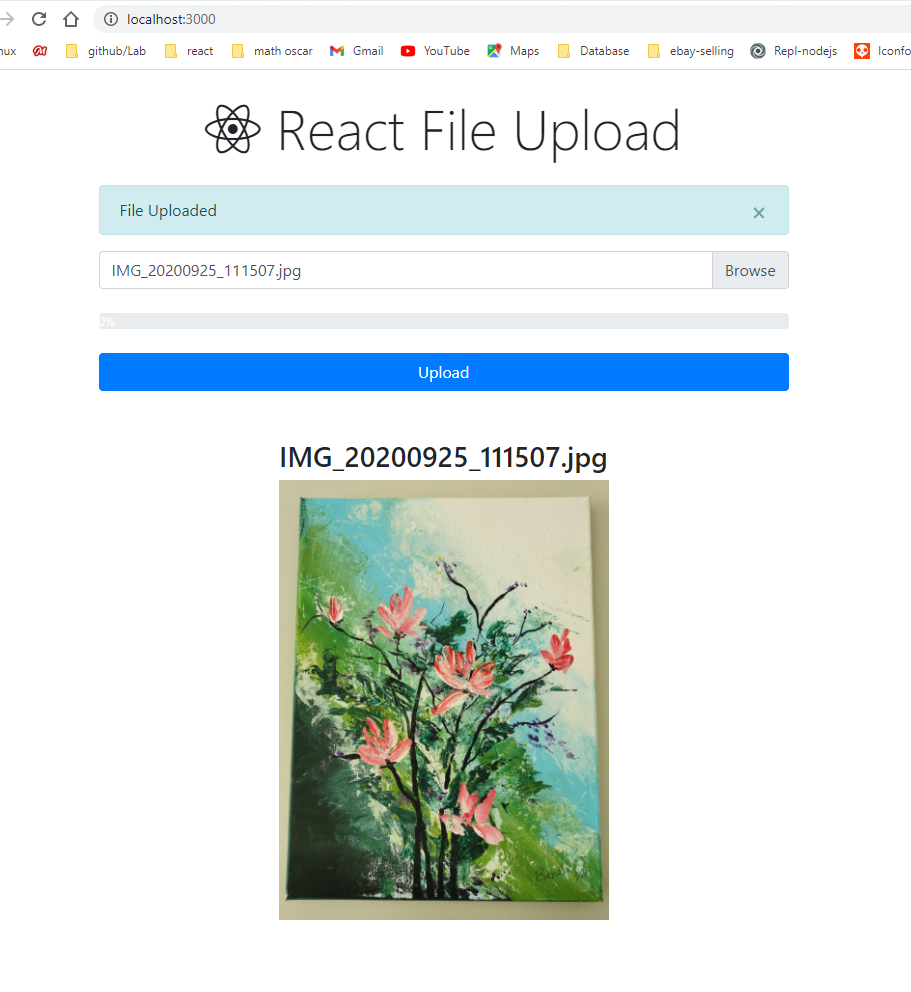 localhost:3000
nux github/Lab react math oscar Gmail YouTube Maps Database ebay-selling Repl-nodejs Iconfo
React File Upload
File Uploaded ×
IMG_20200925_111507.jpg Browse
0%
Upload
IMG_20200925_111507.jpg